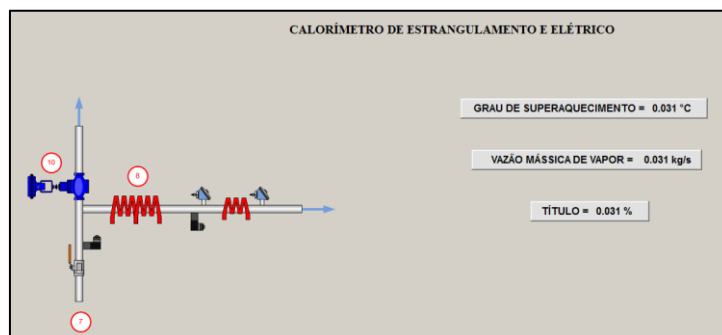 CALORÍMETRO DE ESTRANGULAMENTO E ELÉTRICO
GRAU DE SUPERAQUECIMENTO = 0.031 °C
10
8
VAZÃO MÁSSICA DE VAPOR = 0.031 kg/s
TÍTULO = 0.031 %
7